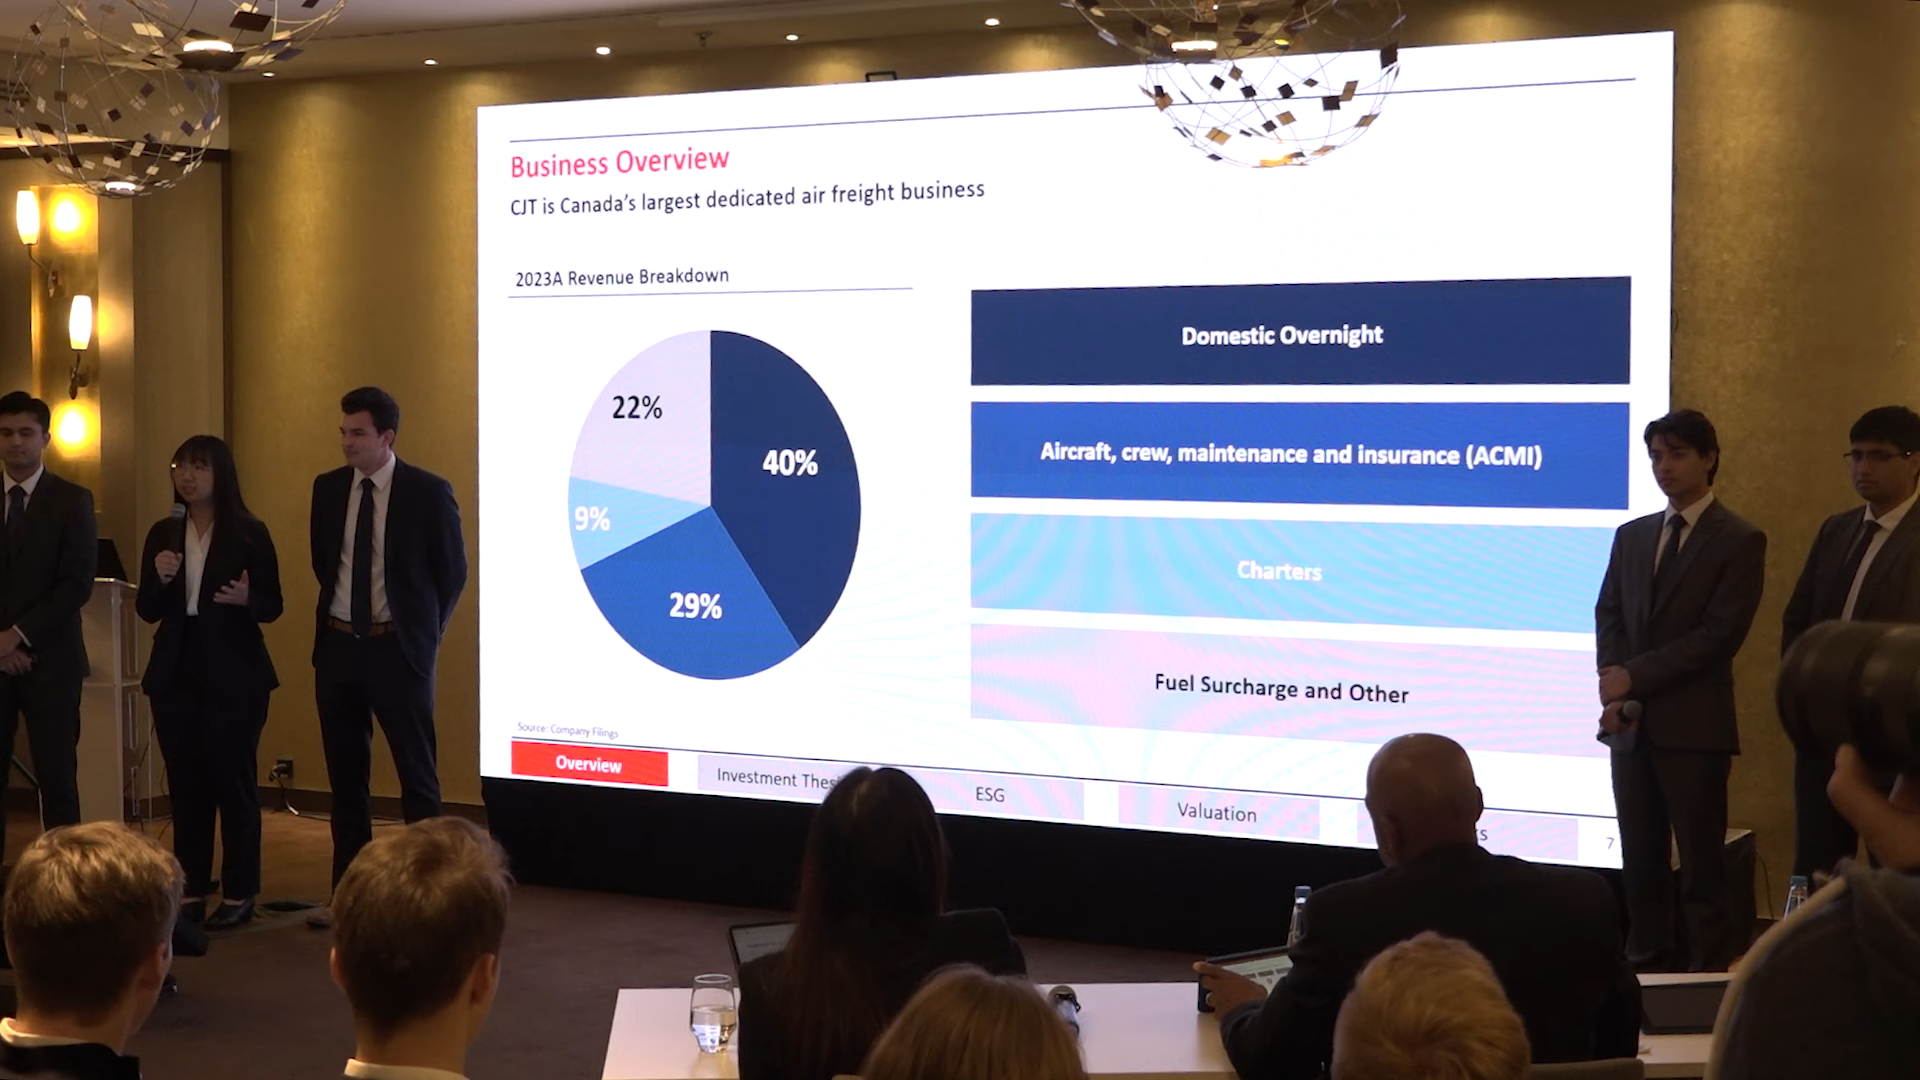 Business Overview
CJT is Canada's largest dedicated air freight business
2023A Revenue Breakdown
22%
40%
9%
29%
Domestic Overnight
Aircraft, crew, maintenance and insurance (ACMI)
Charters
Fuel Surcharge and Other
Source: Company Filings
Overview
Investment
ESG
Valuation
7